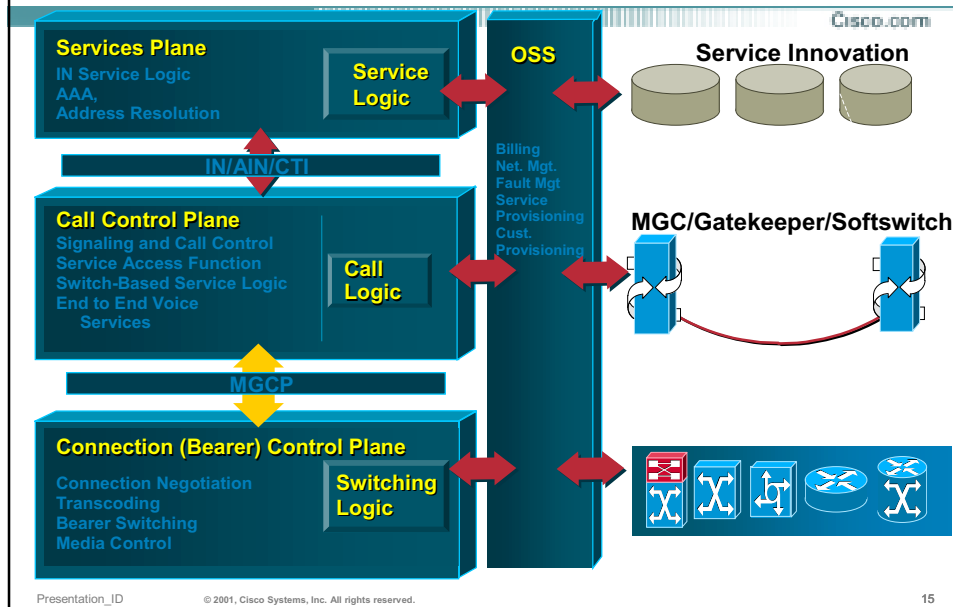 Cisco.com
Services Plane
IN Service Logic
AAA,
Address Resolution
Service
Logic
OSS
Service Innovation
IN/AIN/CTI
Billing
Net. Mgt.
Fault Mgt
Service
Provisioning
Cust.
Provisioning
Call Control Plane
Signaling and Call Control
Service Access Function
Switch-Based Service Logic
End to End Voice
Services
Call
Logic
MGC/Gatekeeper/Softswitch
MGCP
Connection (Bearer) Control Plane
Connection Negotiation
Transcoding
Bearer Switching
Media Control
Switching
Logic
Presentation_ID
© 2001, Cisco Systems, Inc. All rights reserved.
15